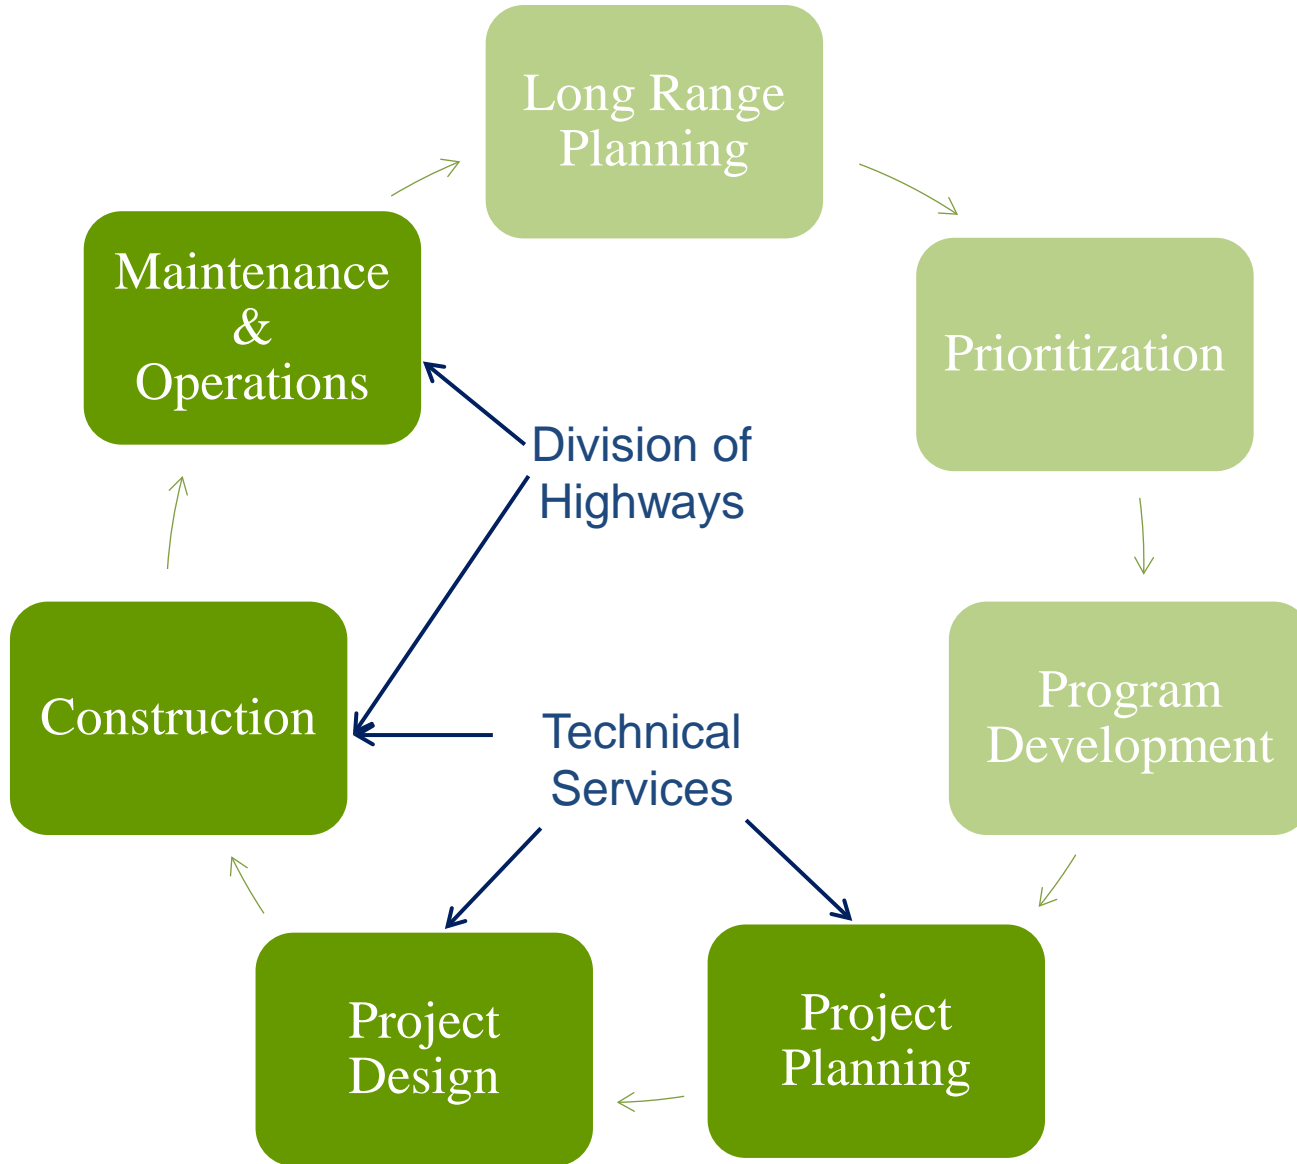 Long Range
Planning
Maintenance
&
Operations
Prioritization
Division of
Highways
Construction
Technical
Services
Program
Development
Project
Design
Project
Planning